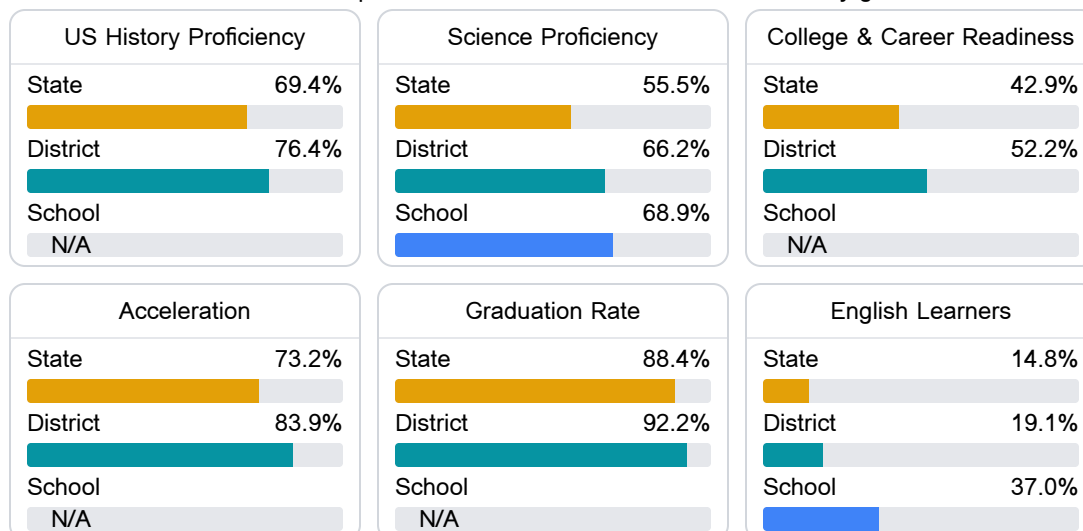 US History Proficiency
State 69.4%
District 76.4%
School
N/A
Science Proficiency
State 55.5%
District 66.2%
School 68.9%
College & Career Readiness
State 42.9%
District 52.2%
School
N/A
Acceleration
State 73.2%
District 83.9%
School
N/A
Graduation Rate
State 88.4%
District 92.2%
School
N/A
English Learners
State 14.8%
District 19.1%
School 37.0%